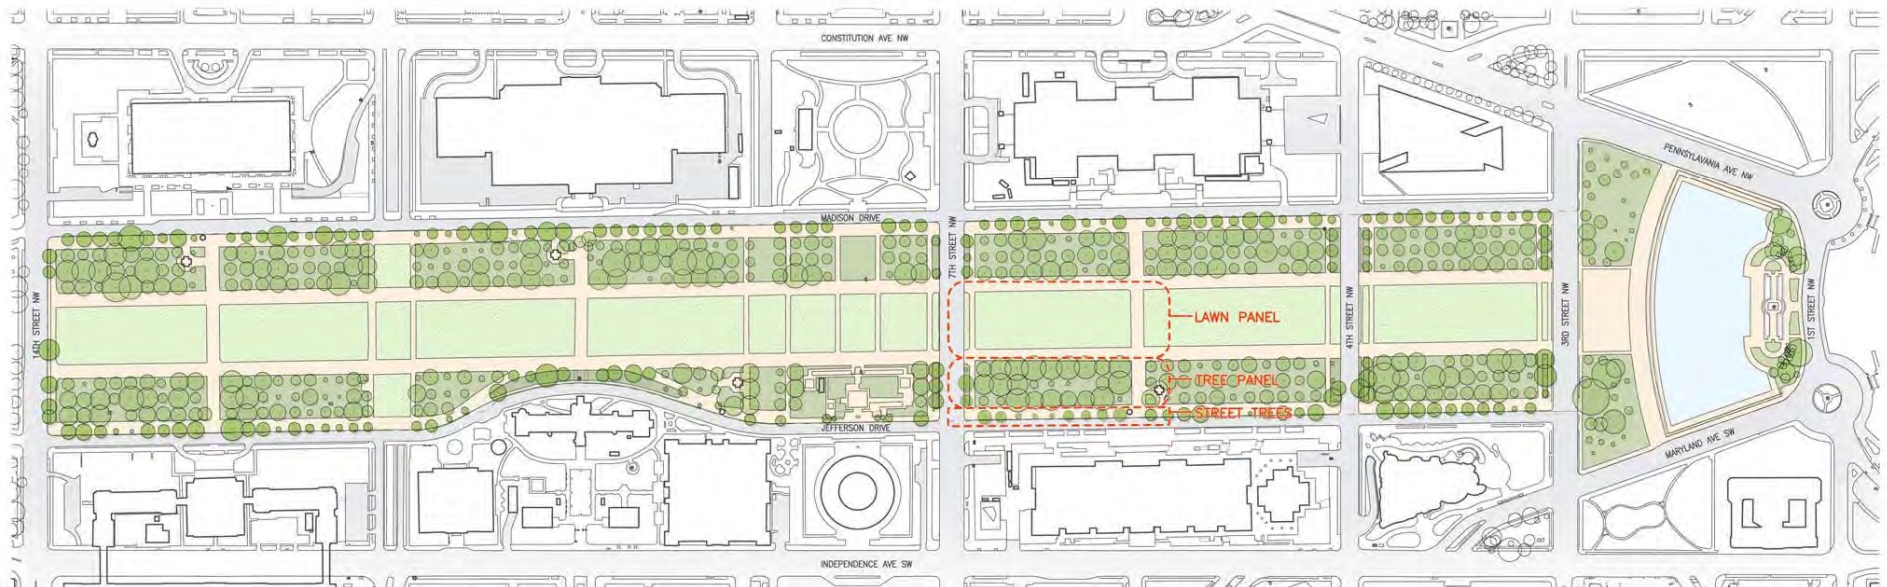 CONSTITUTION AVE NW
PENNSYLAVANIA AVE NW
MADISON DRIVE
14TH STREET NW
7TH STREET NW
4TH STREET NW
3RD STREET NW
1ST STREET NW
LAWN PANEL
TREE PANEL
STREET TREES
JEFFERSON DRIVE
MARYLAND AVE SW
INDEPENDENCE AVE SW